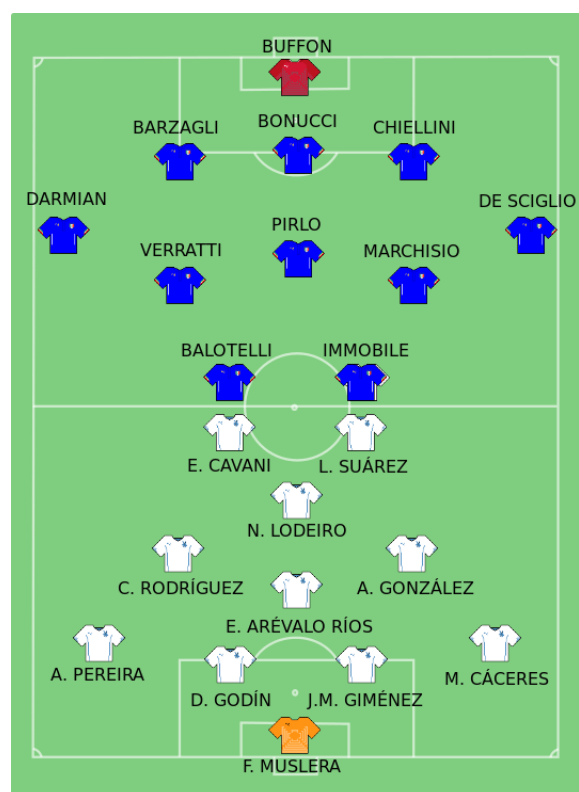 BUFFON
BARZAGLI
BONUCCI
CHIELLINI
DARMIAN
DE SCIGLIO
VERRATTI
PIRLO
MARCHISIO
BALOTELLI
IMMOBILE
E. CAVANI
L. SUÁREZ
N. LODEIRO
C. RODRÍGUEZ
A. GONZÁLEZ
E. ARÉVALO RÍOS
A. PEREIRA
M. CÁCERES
D. GODÍN
J.M. GIMÉNEZ
F. MUSLERA